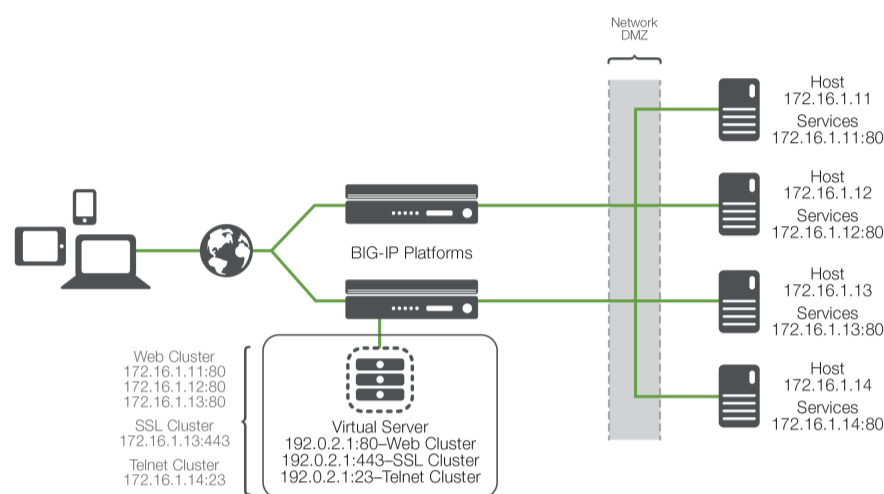 Network
DMZ
Host
172.16.1.11
Services
172.16.1.11:80
Host
172.16.1.12
Services
172.16.1.12:80
BIG-IP Platforms
Host
172.16.1.13
Services
172.16.1.13:80
Host
172.16.1.14
Services
172.16.1.14:80
Web Cluster
172.16.1.11:80
172.16.1.12:80
172.16.1.13:80
SSL Cluster
172.16.1.13:443
Telnet Cluster
172.16.1.14:23
Virtual Server
192.0.2.1:80–Web Cluster
192.0.2.1:443–SSL Cluster
192.0.2.1:23–Telnet Cluster